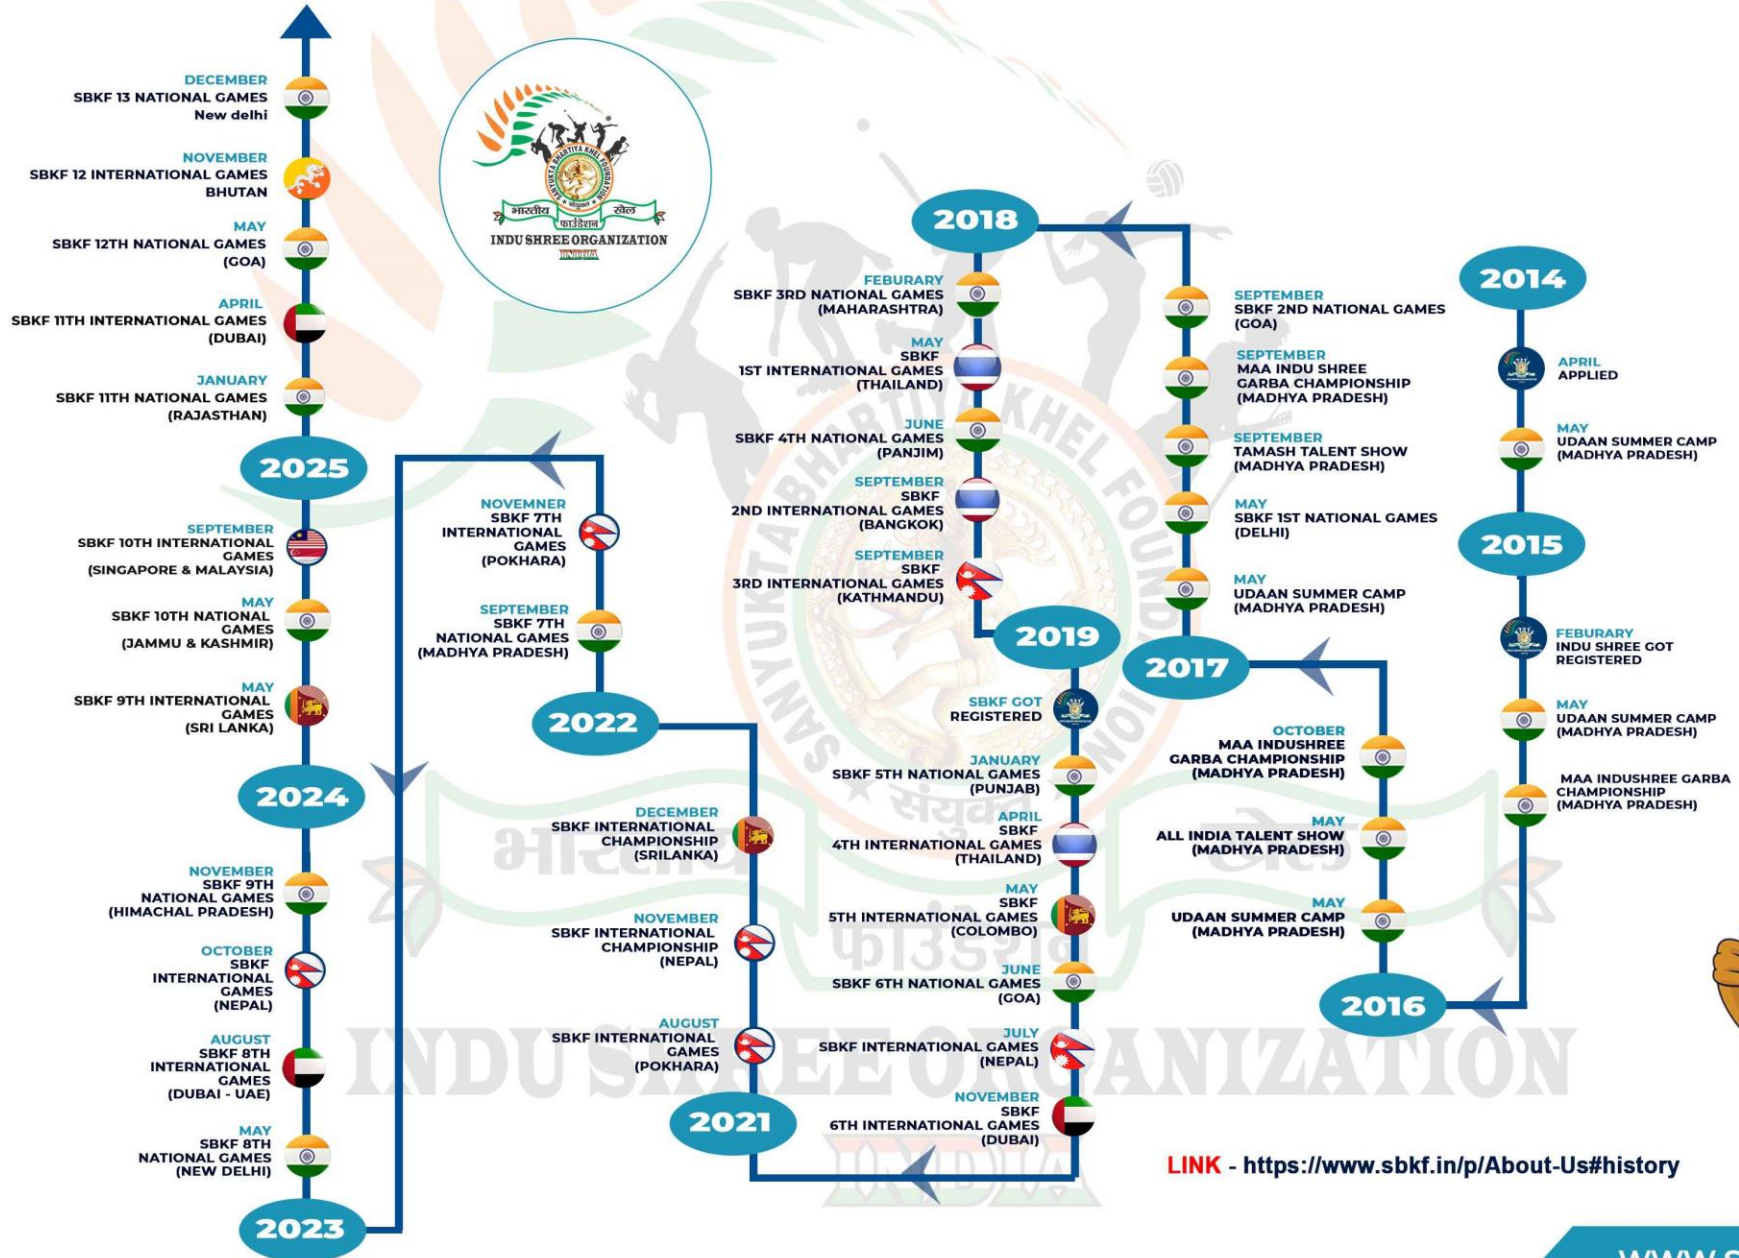 2014
APRIL
APPLIED
MAY
UDAAN SUMMER CAMP
(MADHYA PRADESH)
2015
FEBURARY
INDU SHREE GOT
REGISTERED
MAY
UDAAN SUMMER CAMP
(MADHYA PRADESH)
MAA INDUSHREE GARBA
CHAMPIONSHIP
(MADHYA PRADESH)
2016
MAY
UDAAN SUMMER CAMP
(MADHYA PRADESH)
MAY
ALL INDIA TALENT SHOW
(MADHYA PRADESH)
OCTOBER
MAA INDUSHREE
GARBA CHAMPIONSHIP
(MADHYA PRADESH)
2017
MAY
UDAAN SUMMER CAMP
(MADHYA PRADESH)
MAY
SBKF 1ST NATIONAL GAMES
(DELHI)
SEPTEMBER
TAMASH TALENT SHOW
(MADHYA PRADESH)
SEPTEMBER
MAA INDU SHREE
GARBA CHAMPIONSHIP
(MADHYA PRADESH)
SEPTEMBER
SBKF 2ND NATIONAL GAMES
(GOA)
2018
FEBURARY
SBKF 3RD NATIONAL GAMES
(MAHARASHTRA)
MAY
SBKF
1ST INTERNATIONAL GAMES
(THAILAND)
JUNE
SBKF 4TH NATIONAL GAMES
(PANJIM)
SEPTEMBER
SBKF
2ND INTERNATIONAL GAMES
(BANGKOK)
SEPTEMBER
SBKF
3RD INTERNATIONAL GAMES
(KATHMANDU)
2019
SBKF GOT
REGISTERED
JANUARY
SBKF 5TH NATIONAL GAMES
(PUNJAB)
APRIL
SBKF
4TH INTERNATIONAL GAMES
(THAILAND)
MAY
SBKF
5TH INTERNATIONAL GAMES
(COLOMBO)
JUNE
SBKF 6TH NATIONAL GAMES
(GOA)
JULY
SBKF INTERNATIONAL GAMES
(NEPAL)
NOVEMBER
SBKF
6TH INTERNATIONAL GAMES
(DUBAI)
2021
AUGUST
SBKF INTERNATIONAL
GAMES
(POKHARA)
NOVEMBER
SBKF INTERNATIONAL
CHAMPIONSHIP
(NEPAL)
DECEMBER
SBKF INTERNATIONAL
CHAMPIONSHIP
(SRILANKA)
2022
SEPTEMBER
SBKF 7TH
NATIONAL GAMES
(MADHYA PRADESH)
NOVEMNER
SBKF 7TH
INTERNATIONAL
GAMES
(POKHARA)
2023
MAY
SBKF 8TH
NATIONAL GAMES
(NEW DELHI)
AUGUST
SBKF 8TH
INTERNATIONAL
GAMES
(DUBAI - UAE)
OCTOBER
SBKF
INTERNATIONAL
GAMES
(NEPAL)
NOVEMBER
SBKF 9TH
NATIONAL GAMES
(HIMACHAL PRADESH)
2024
MAY
SBKF 9TH INTERNATIONAL
GAMES
(SRI LANKA)
MAY
SBKF 10TH NATIONAL
GAMES
(JAMMU & KASHMIR)
SEPTEMBER
SBKF 10TH INTERNATIONAL
GAMES
(SINGAPORE & MALAYSIA)
2025
JANUARY
SBKF 11TH NATIONAL GAMES
(RAJASTHAN)
APRIL
SBKF 11TH INTERNATIONAL GAMES
(DUBAI)
MAY
SBKF 12TH NATIONAL GAMES
(GOA)
NOVEMBER
SBKF 12 INTERNATIONAL GAMES
BHUTAN
DECEMBER
SBKF 13 NATIONAL GAMES
New delhi
SANYUKTA BHARTIYA KHEL FOUNDATION
संयुक्त
भारतीय
खेल
फाउंडेशन
INDU SHREE ORGANIZATION
INDIA
SANYUKTA BHARTIYA KHEL FOUNDATION
संयुक्त
भारतीय
खेल
फाउंडेशन
INDU SHREE ORGANIZATION
INDIA
LINK - https://www.sbkf.in/p/About-Us#history